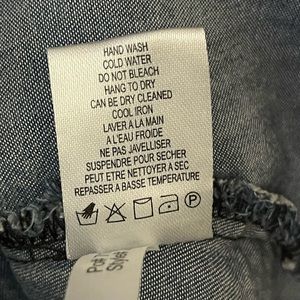 HAND WASH
COLD WATER
DO NOT BLEACH
HANG TO DRY
CAN BE DRY CLEANED
COOL IRON
LAVER A LA MAIN
A L'EAU FROIDE
NE PAS JAVELLISER
SUSPENDRE POUR SECHER
PEUT ETRE NETTOYER A SEC
REPASSER A BASSE TEMPERATURE
P